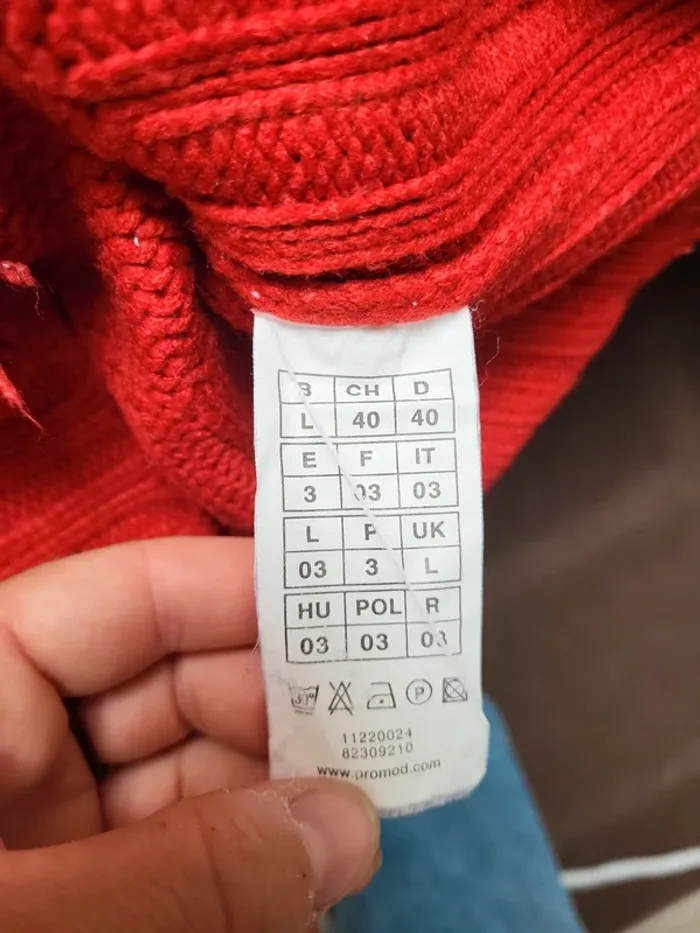 B CH D
L 40 40
E F IT
3 03 03
L P UK
03 3 L
HU POL R
03 03 03
30° P
11220024
82309210
www.promod.com